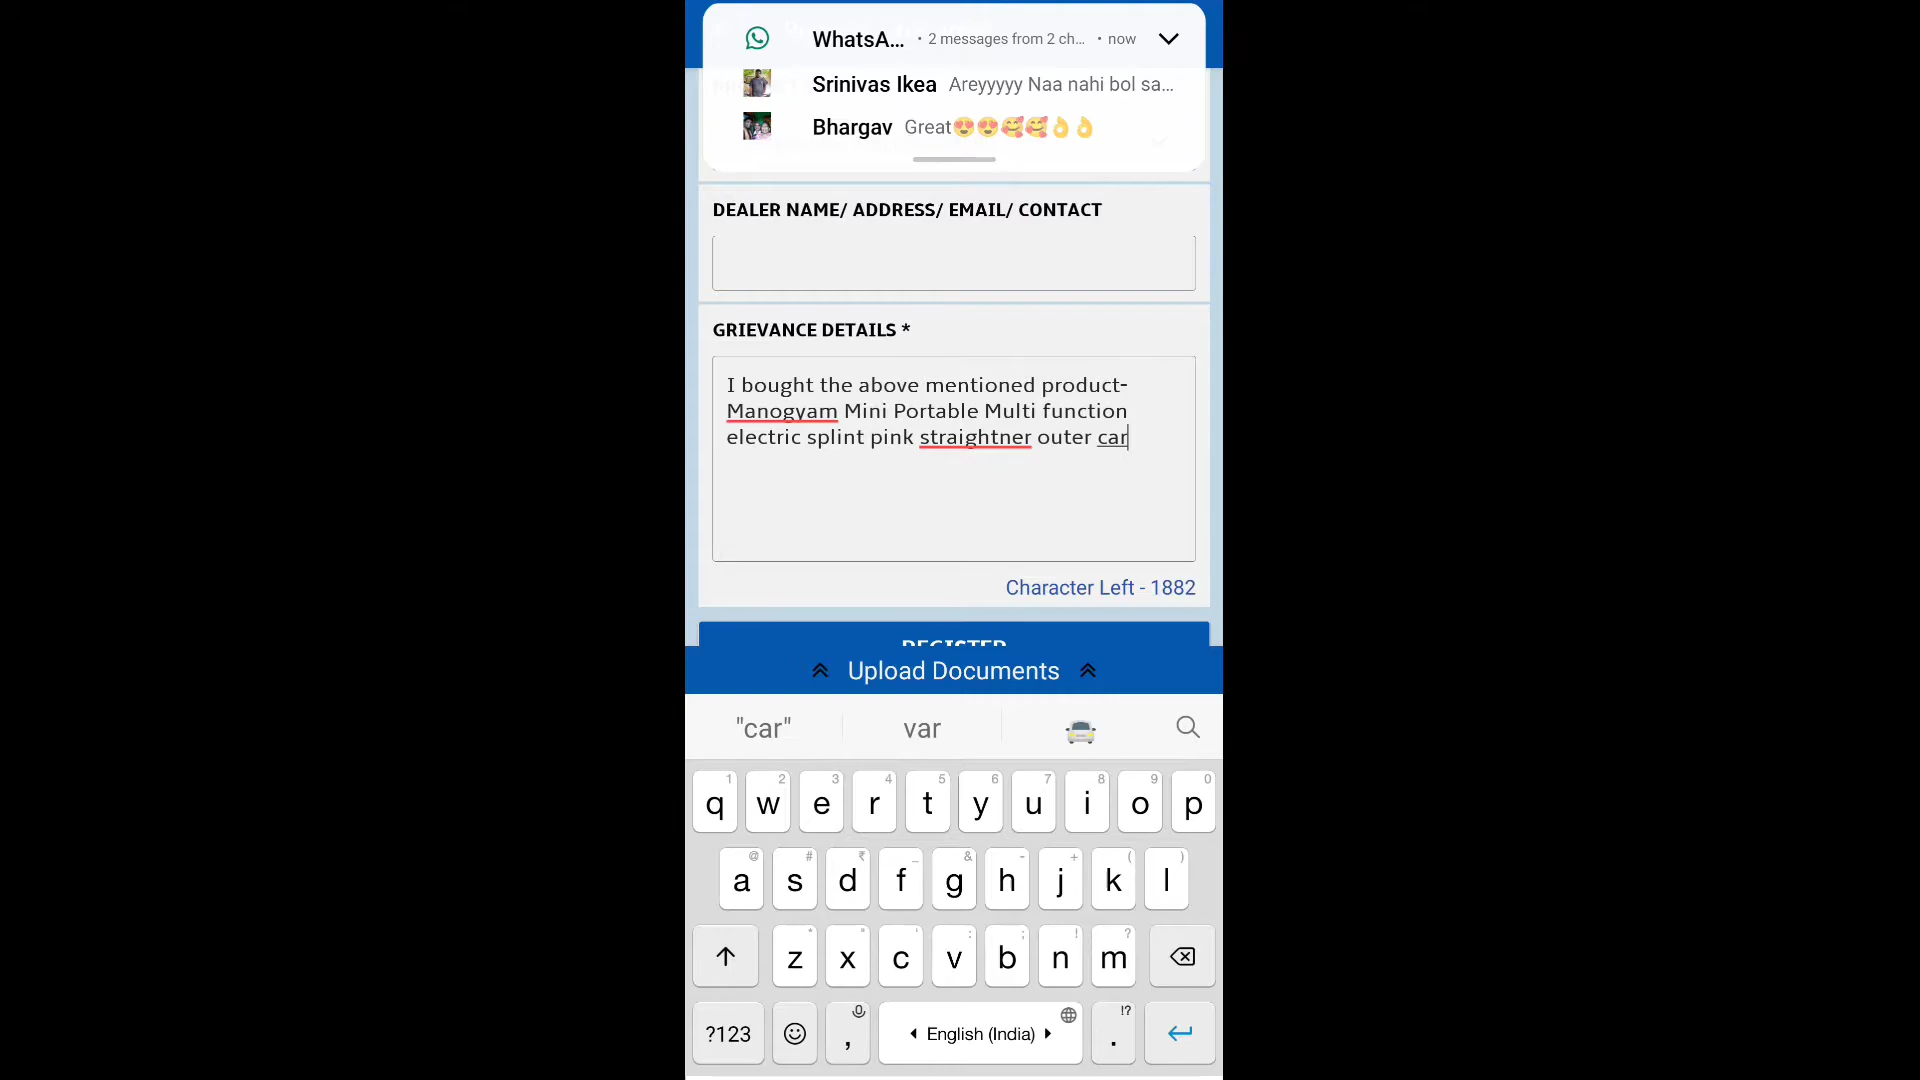 WhatsA... • 2 messages from 2 ch... • now
Srinivas Ikea Areyyyyy Naa nahi bol sa...
Bhargav Great😍😍🥰🥰👌👌
DEALER NAME/ ADDRESS/ EMAIL/ CONTACT
GRIEVANCE DETAILS *
I bought the above mentioned product-
Manogyam Mini Portable Multi function
electric splint pink straightner outer car
Character Left - 1882
REGISTER
Upload Documents
"car" var 🚘
1 2 3 4 5 6 7 8 9 0
q w e r t y u i o p
@ # ₹ _ & - + ( )
a s d f g h j k l
* " ' : ; ! ?
z x c v b n m
!?
?123 , English (India) .